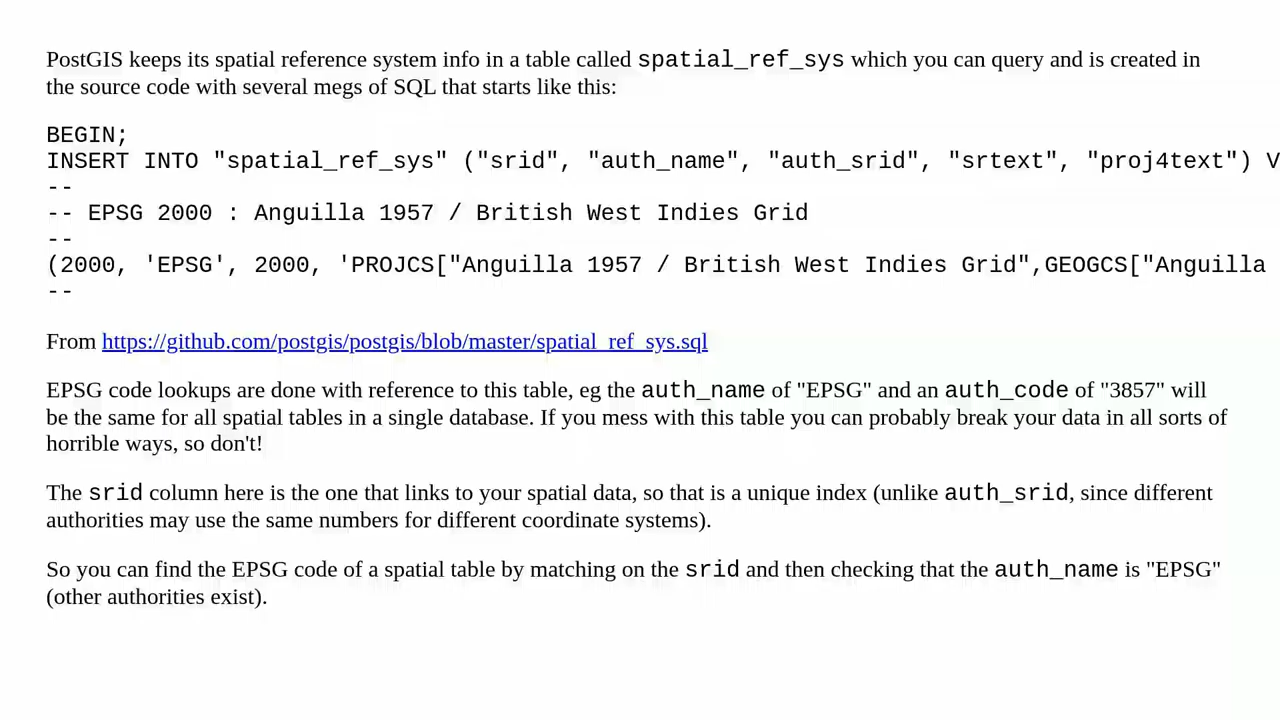 PostGIS keeps its spatial reference system info in a table called spatial_ref_sys which you can query and is created in
the source code with several megs of SQL that starts like this:
BEGIN;
INSERT INTO "spatial_ref_sys" ("srid", "auth_name", "auth_srid", "srtext", "proj4text") V
--
-- EPSG 2000 : Anguilla 1957 / British West Indies Grid
--
(2000, 'EPSG', 2000, 'PROJCS["Anguilla 1957 / British West Indies Grid",GEOGCS["Anguilla
--
From https://github.com/postgis/postgis/blob/master/spatial_ref_sys.sql
EPSG code lookups are done with reference to this table, eg the auth_name of "EPSG" and an auth_code of "3857" will
be the same for all spatial tables in a single database. If you mess with this table you can probably break your data in all sorts of
horrible ways, so don't!
The srid column here is the one that links to your spatial data, so that is a unique index (unlike auth_srid, since different
authorities may use the same numbers for different coordinate systems).
So you can find the EPSG code of a spatial table by matching on the srid and then checking that the auth_name is "EPSG"
(other authorities exist).